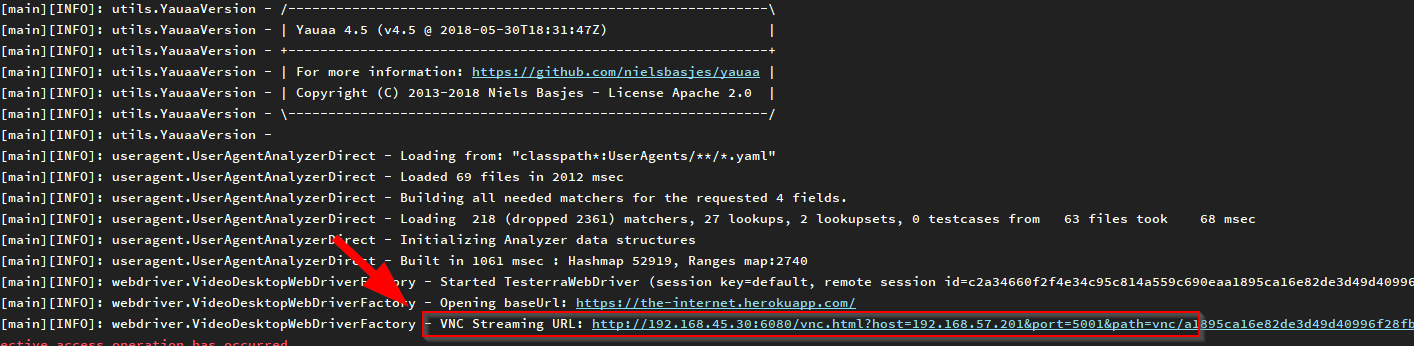 [main][INFO]: utils.YauaaVersion - /-----------------------------------------------------------\
[main][INFO]: utils.YauaaVersion - | Yauaa 4.5 (v4.5 @ 2018-05-30T18:31:47Z)                    |
[main][INFO]: utils.YauaaVersion - +-----------------------------------------------------------+
[main][INFO]: utils.YauaaVersion - | For more information: https://github.com/nielsbasjes/yauaa |
[main][INFO]: utils.YauaaVersion - | Copyright (C) 2013-2018 Niels Basjes - License Apache 2.0  |
[main][INFO]: utils.YauaaVersion - \-----------------------------------------------------------/
[main][INFO]: utils.YauaaVersion -
[main][INFO]: useragent.UserAgentAnalyzerDirect - Loading from: "classpath*:UserAgents/**/*.yaml"
[main][INFO]: useragent.UserAgentAnalyzerDirect - Loaded 69 files in 2012 msec
[main][INFO]: useragent.UserAgentAnalyzerDirect - Building all needed matchers for the requested 4 fields.
[main][INFO]: useragent.UserAgentAnalyzerDirect - Loading  218 (dropped 2361) matchers, 27 lookups, 2 lookupsets, 0 testcases from   63 files took    68 msec
[main][INFO]: useragent.UserAgentAnalyzerDirect - Initializing Analyzer data structures
[main][INFO]: useragent.UserAgentAnalyzerDirect - Built in 1061 msec : Hashmap 52919, Ranges map:2740
[main][INFO]: webdriver.VideoDesktopWebDriverFactory - Started TesterraWebDriver (session key=default, remote session id=c2a34660f2f4e34c95c814a559c690eaa1895ca16e82de3d49d40996
[main][INFO]: webdriver.VideoDesktopWebDriverFactory - Opening baseUrl: https://the-internet.herokuapp.com/
[main][INFO]: webdriver.VideoDesktopWebDriverFactory - VNC Streaming URL: http://192.168.45.30:6080/vnc.html?host=192.168.57.201&port=5001&path=vnc/a1895ca16e82de3d49d40996f28fb
ective access operation has occurred